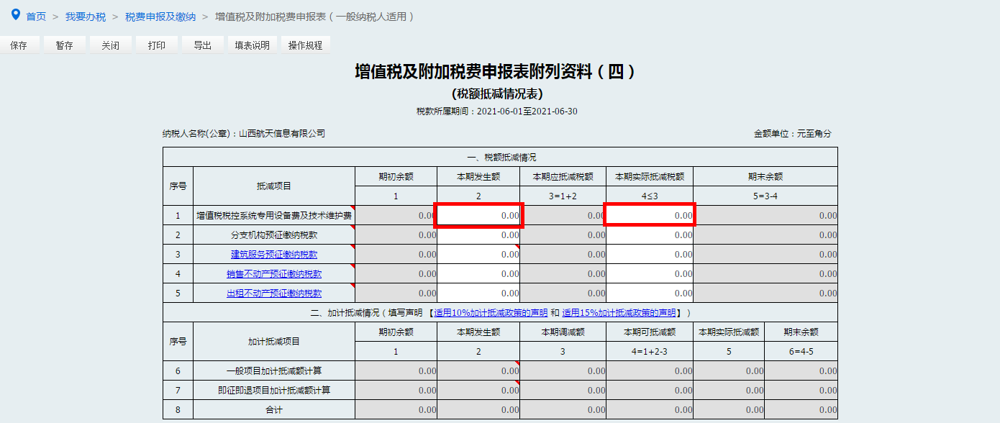 首页 > 我要办税 > 税费申报及缴纳 > 增值税及附加税费申报表（一般纳税人适用）
保存 暂存 关闭 打印 导出 填表说明 操作规程
增值税及附加税费申报表附列资料（四）
(税额抵减情况表)
税款所属期间：2021-06-01至2021-06-30
纳税人名称(公章)：山西航天信息有限公司 金额单位：元至角分
一、税额抵减情况
序号 抵减项目 期初余额 本期发生额 本期应抵减税额 本期实际抵减税额 期末余额
1 2 3=1+2 4≤3 5=3-4
1 增值税税控系统专用设备费及技术维护费 0.00 0.00 0.00 0.00 0.00
2 分支机构预征缴纳税款 0.00 0.00 0.00 0.00 0.00
3 建筑服务预征缴纳税款 0.00 0.00 0.00 0.00 0.00
4 销售不动产预征缴纳税款 0.00 0.00 0.00 0.00 0.00
5 出租不动产预征缴纳税款 0.00 0.00 0.00 0.00 0.00
二、加计抵减情况（填写声明 【适用10%加计抵减政策的声明 和 适用15%加计抵减政策的声明】）
序号 加计抵减项目 期初余额 本期发生额 本期调减额 本期可抵减额 本期实际抵减额 期末余额
1 2 3 4=1+2-3 5 6=4-5
6 一般项目加计抵减额计算 0.00 0.00 0.00 0.00 0.00 0.00
7 即征即退项目加计抵减额计算 0.00 0.00 0.00 0.00 0.00 0.00
8 合计 0.00 0.00 0.00 0.00 0.00 0.00